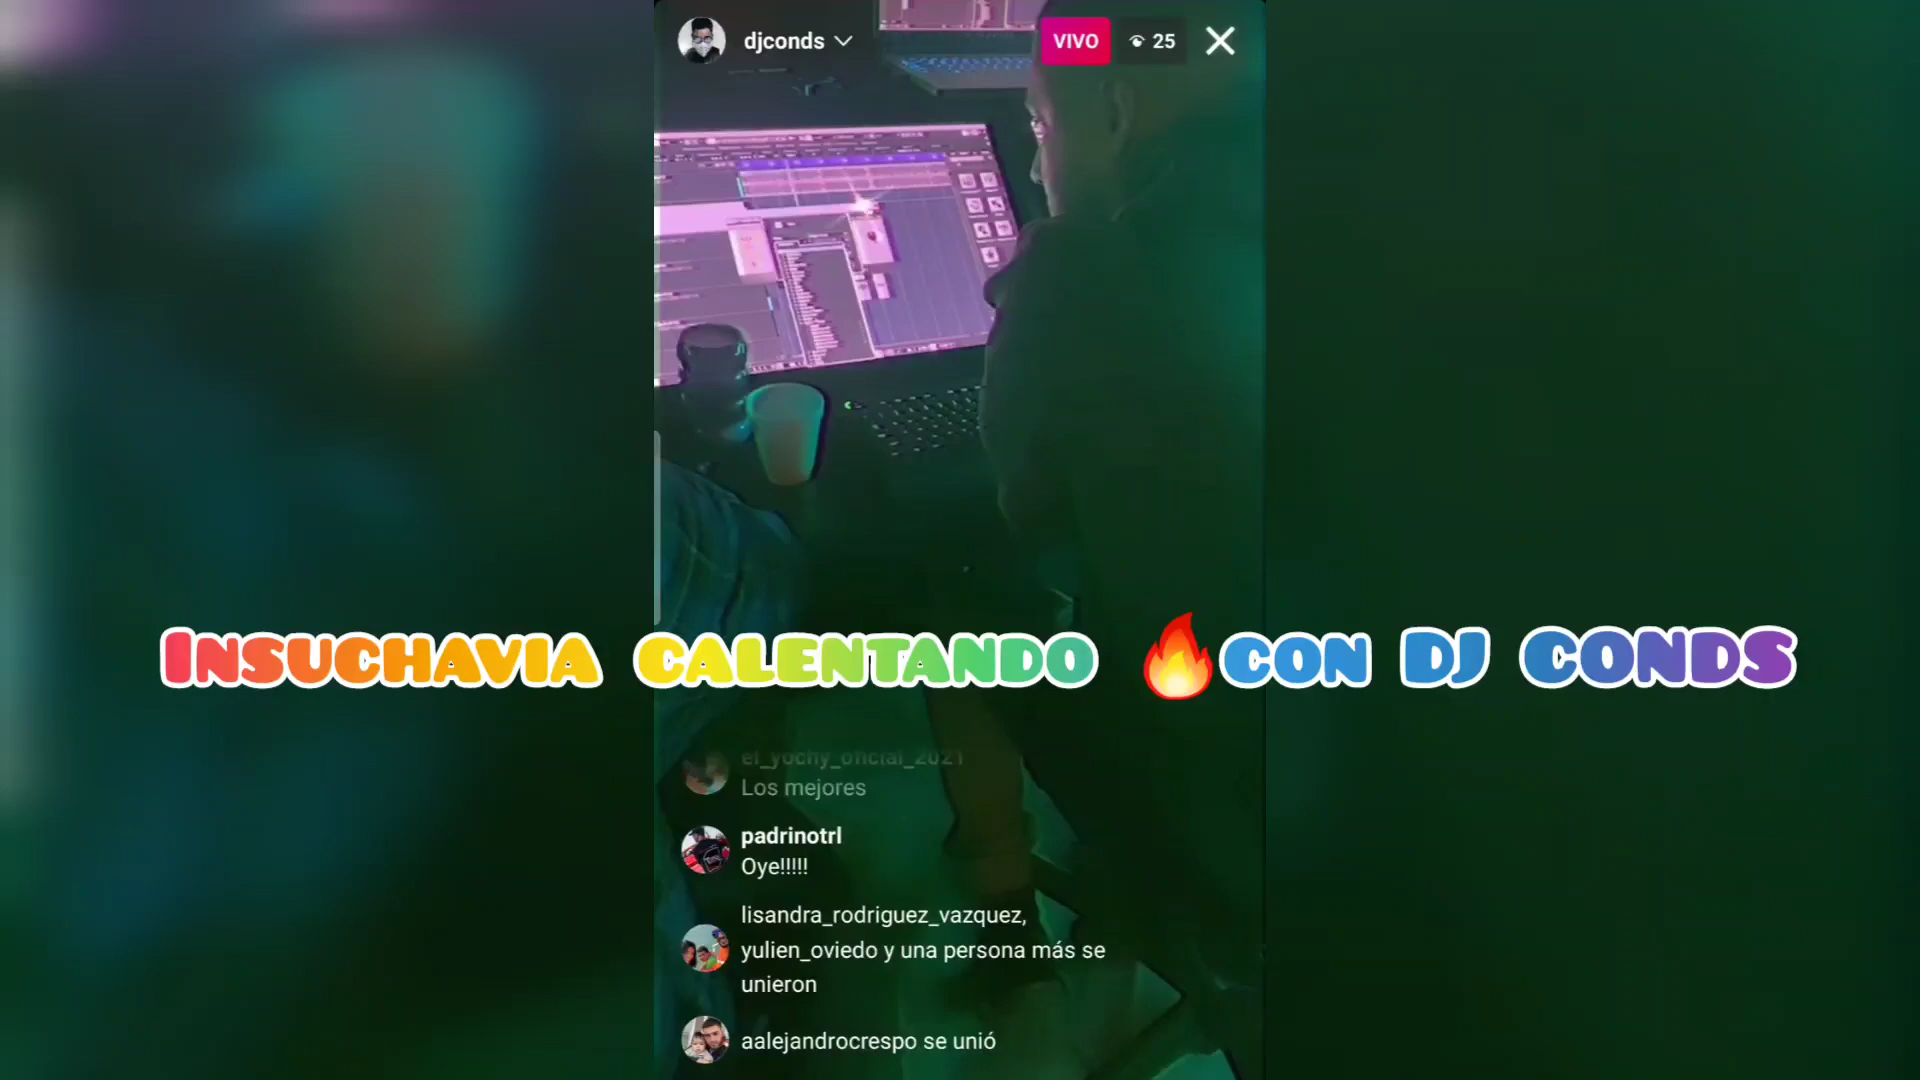 djconds
VIVO
25
Insuchavia calentando 🔥con DJ CONDS
el_yochy_oficial_2021
Los mejores
padrinotrl
Oye!!!!!
lisandra_rodriguez_vazquez,
yulien_oviedo y una persona más se
unieron
aalejandrocrespo se unió